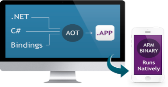 .NET
C#
Bindings
AOT
.APP
ARM
BINARY
Runs
Natively